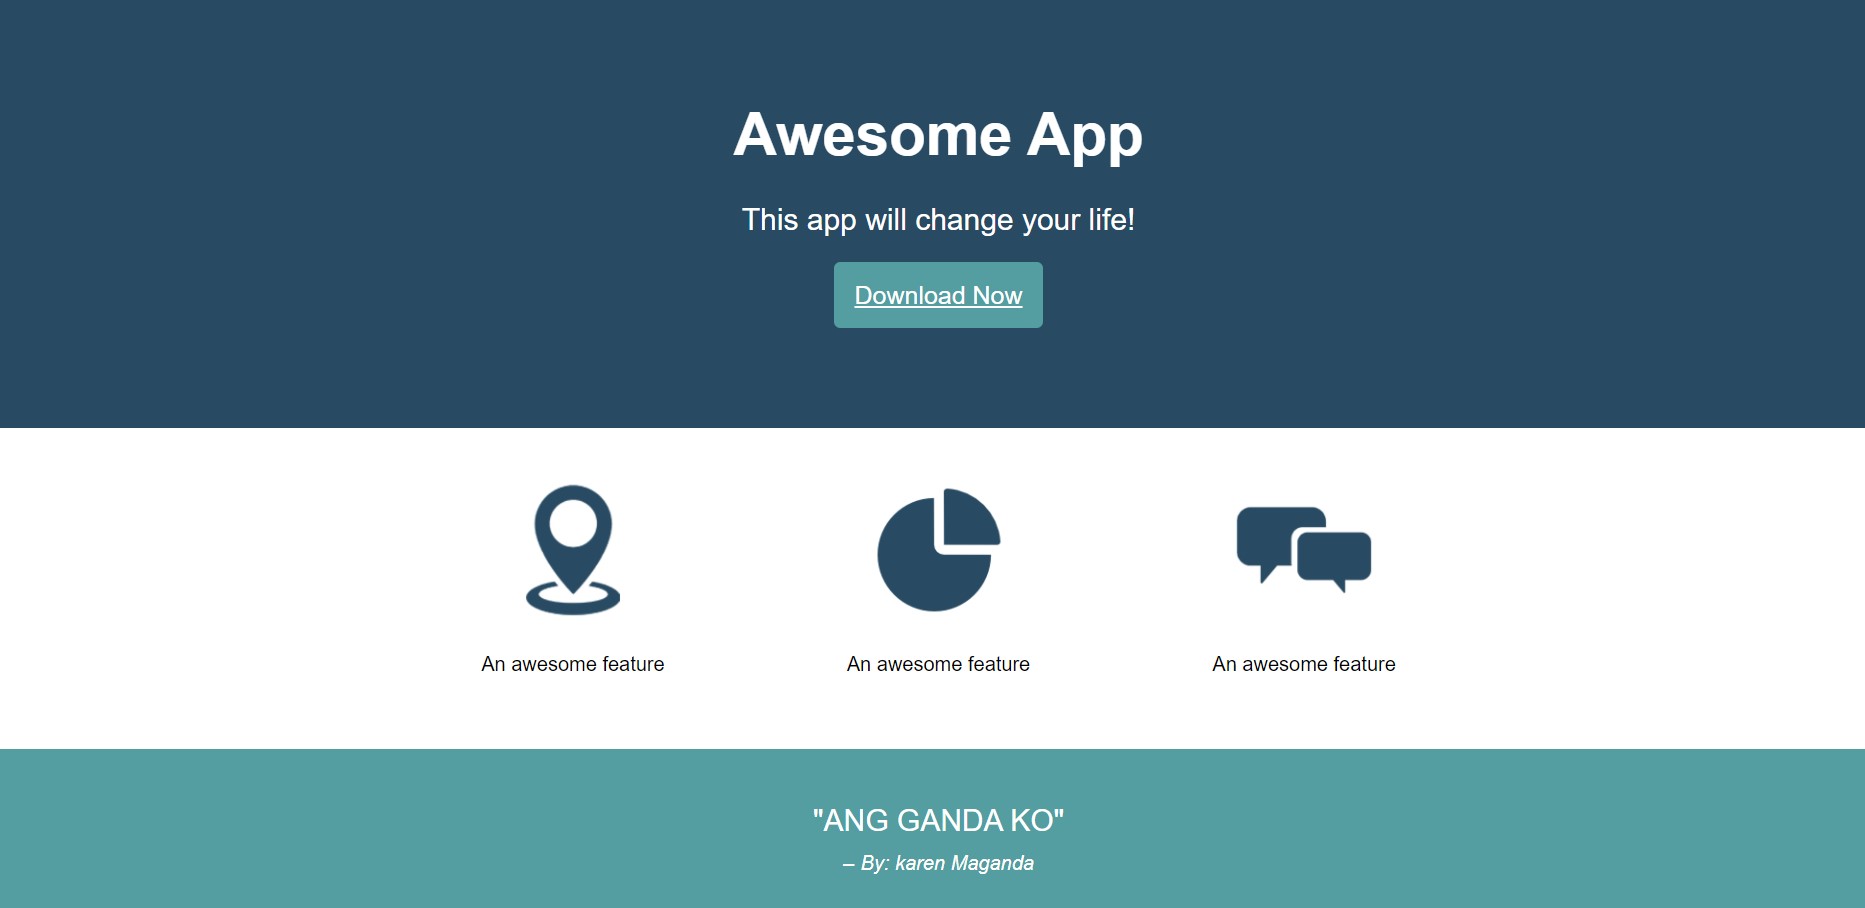 Awesome App
This app will change your life!
Download Now
An awesome feature
An awesome feature
An awesome feature
"ANG GANDA KO"
– By: karen Maganda